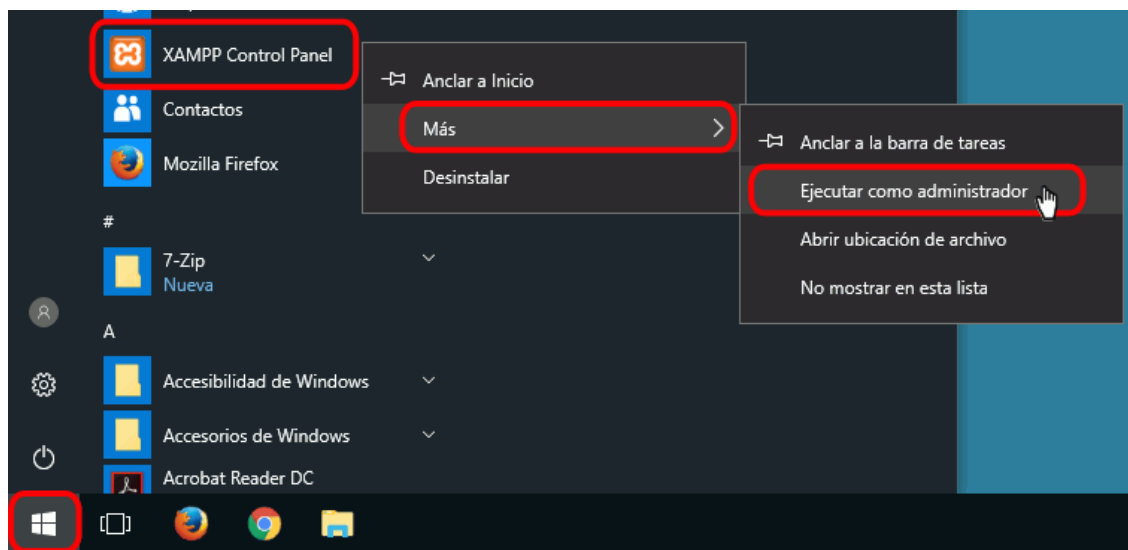 XAMPP Control Panel
Contactos
Mozilla Firefox
#
7-Zip
Nueva
A
Accesibilidad de Windows
Accesorios de Windows
Acrobat Reader DC
Anclar a Inicio
Más
Desinstalar
Anclar a la barra de tareas
Ejecutar como administrador
Abrir ubicación de archivo
No mostrar en esta lista